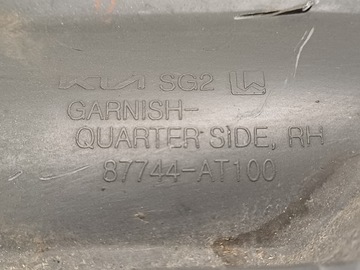 KIA SG2
GARNISH-
QUARTER SIDE, RH
87744-AT100